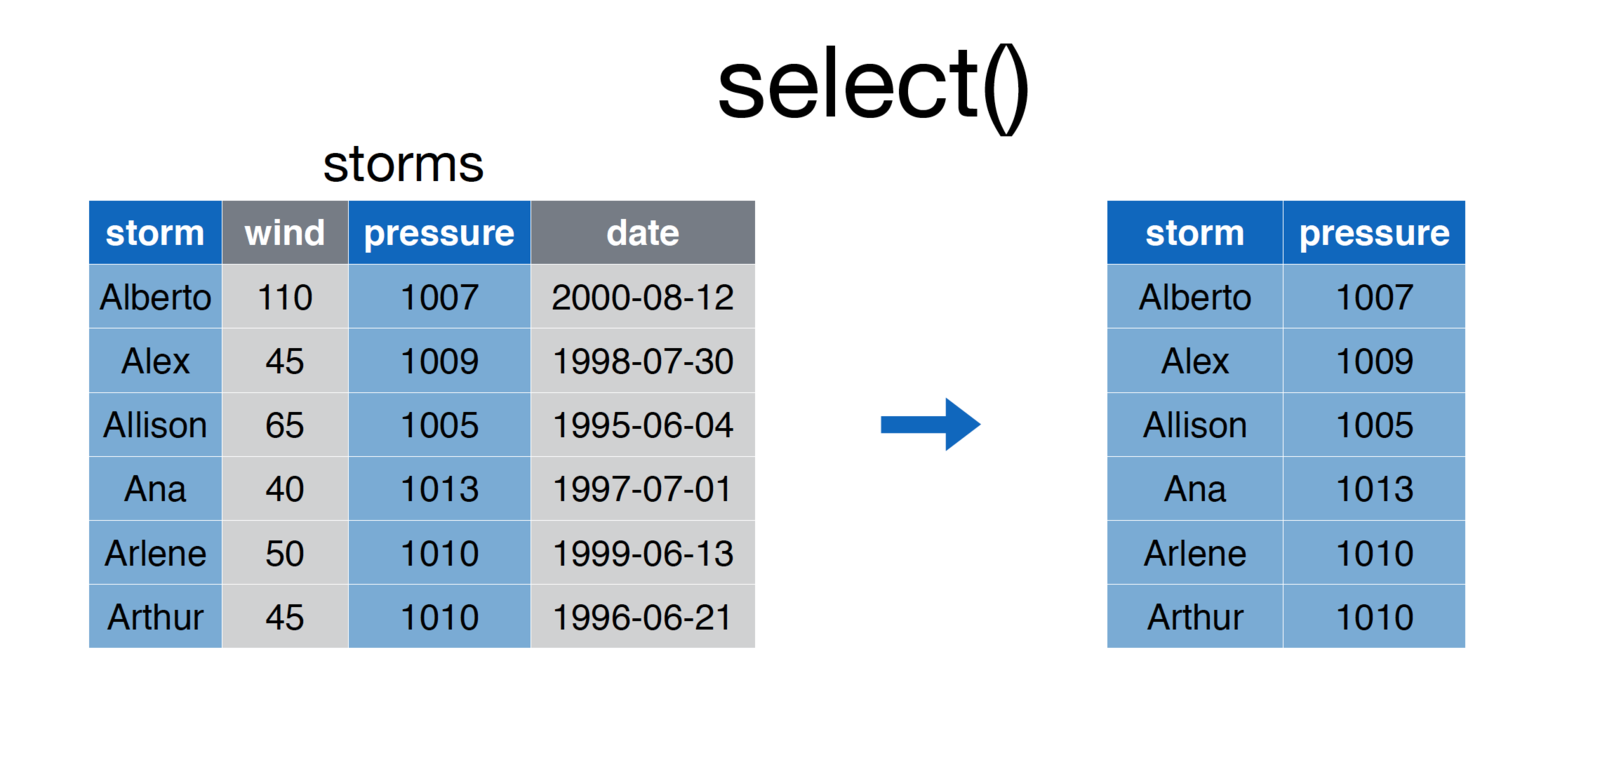 select()
storms
storm wind pressure date
Alberto 110 1007 2000-08-12
Alex 45 1009 1998-07-30
Allison 65 1005 1995-06-04
Ana 40 1013 1997-07-01
Arlene 50 1010 1999-06-13
Arthur 45 1010 1996-06-21
storm pressure
Alberto 1007
Alex 1009
Allison 1005
Ana 1013
Arlene 1010
Arthur 1010